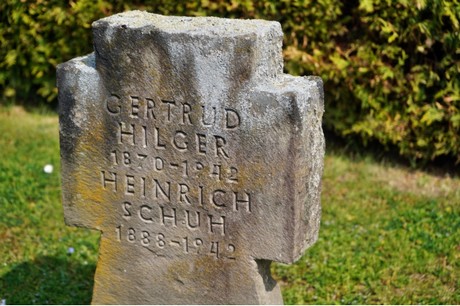 GERTRUD
HILGER
1870-1942
HEINRICH
SCHUH
1888-1942